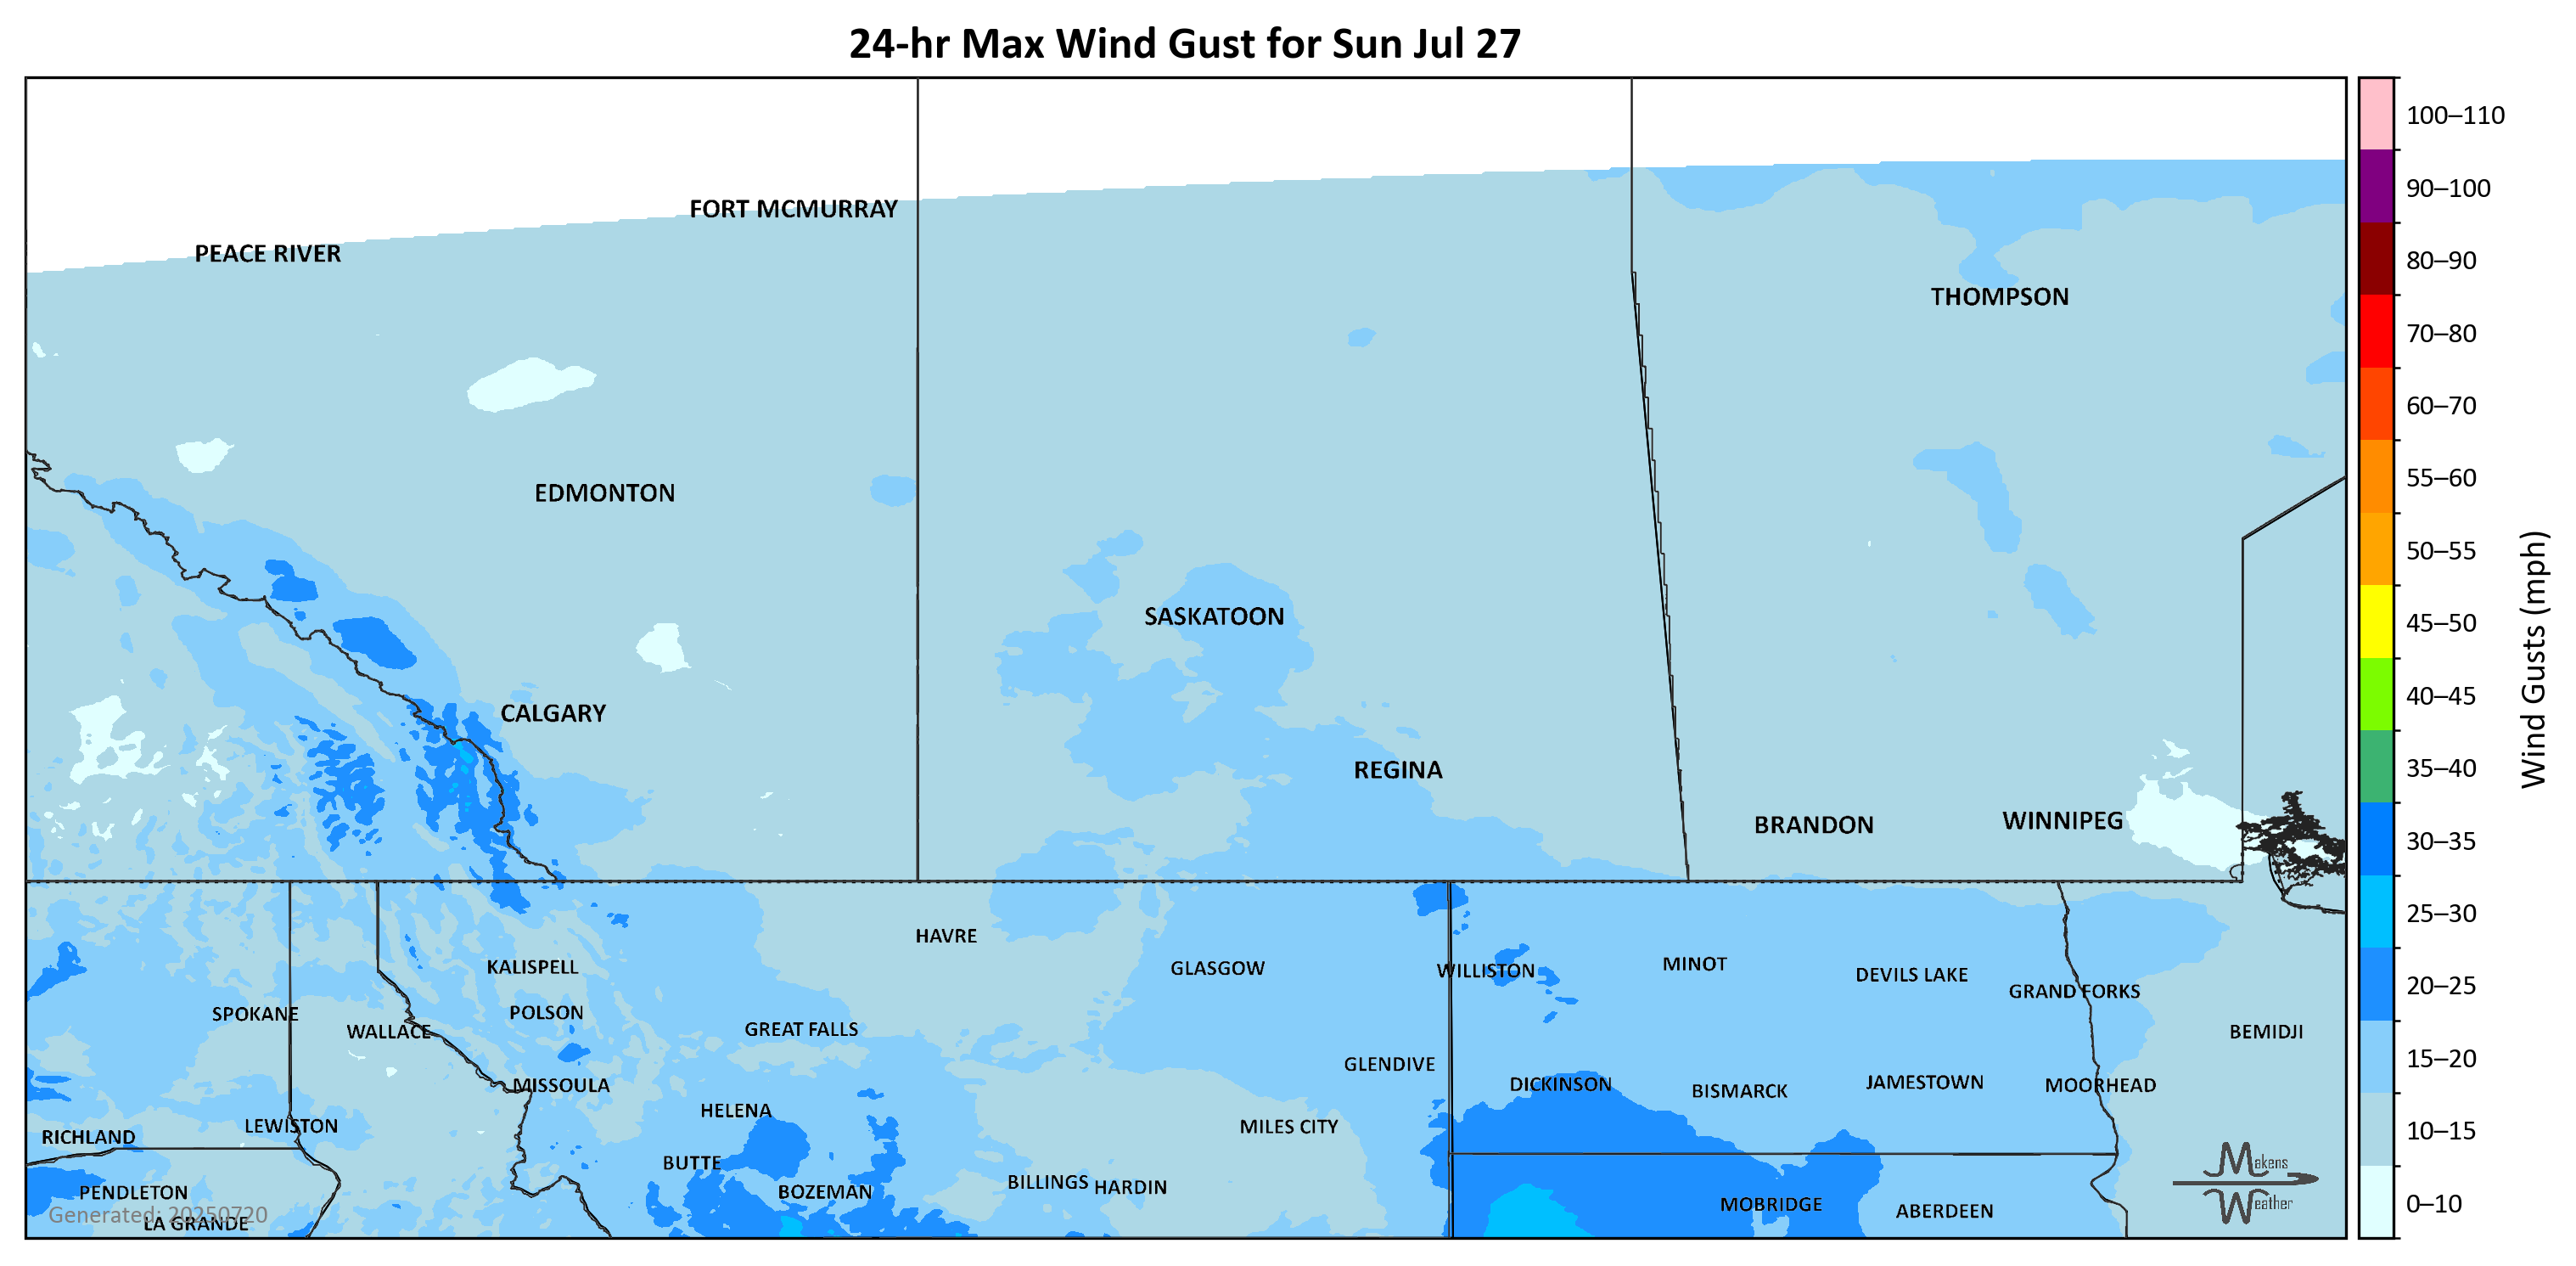 24-hr Max Wind Gust for Sun Jul 27
100–110
90–100
80–90
70–80
60–70
55–60
50–55
45–50
40–45
35–40
30–35
25–30
20–25
15–20
10–15
0–10
Wind Gusts (mph)
FORT MCMURRAY
PEACE RIVER
THOMPSON
EDMONTON
SASKATOON
CALGARY
REGINA
BRANDON
WINNIPEG
HAVRE
KALISPELL
GLASGOW
WILLISTON
MINOT
DEVILS LAKE
GRAND FORKS
SPOKANE
POLSON
WALLACE
GREAT FALLS
BEMIDJI
GLENDIVE
MISSOULA
DICKINSON
BISMARCK
JAMESTOWN
MOORHEAD
HELENA
LEWISTON
MILES CITY
RICHLAND
BUTTE
PENDLETON
BOZEMAN
BILLINGS
HARDIN
MOBRIDGE
ABERDEEN
LA GRANDE
Generated: 20250720
Makens
Weather